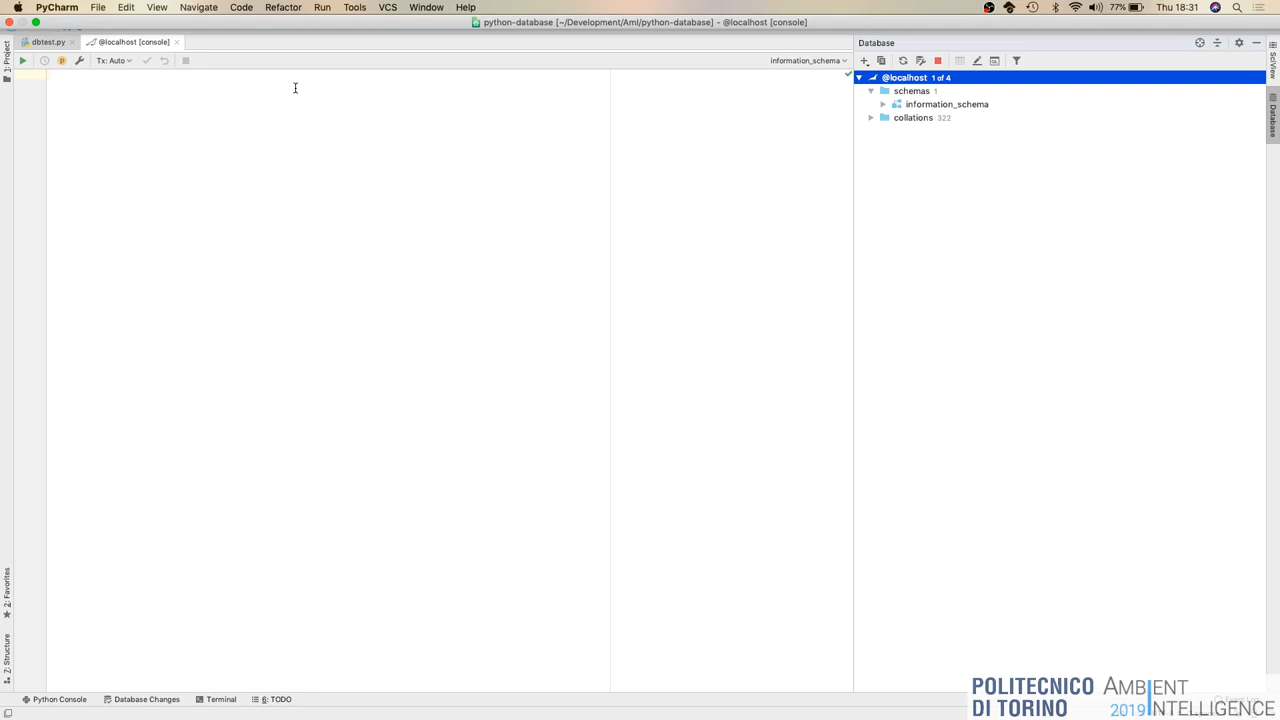 PyCharm File Edit View Navigate Code Refactor Run Tools VCS Window Help 77% Thu 18:31
python-database [~/Development/AmI/python-database] - @localhost [console]
dbtest.py @localhost [console] Database
Tx: Auto information_schema
@localhost 1 of 4
schemas 1
information_schema
collations 322
1: Project
2: Favorites
7: Structure
SciView
Database
Python Console Database Changes Terminal 6: TODO
POLITECNICO DI TORINO
AMBIENT 2019 INTELLIGENCE